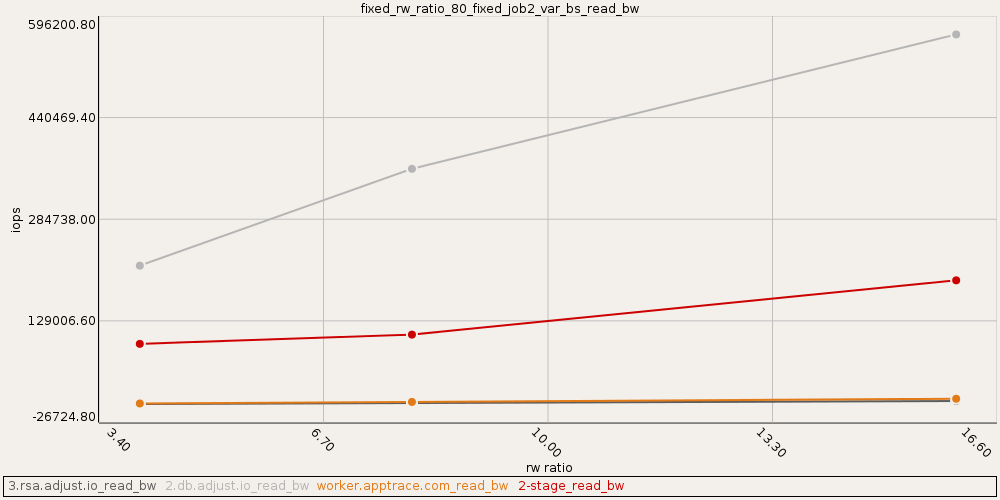 fixed_rw_ratio_80_fixed_job2_var_bs_read_bw
596200.80
440469.40
284738.00
129006.60
-26724.80
iops
3.40 6.70 10.00 13.30 16.60
rw ratio
3.rsa.adjust.io_read_bw 2.db.adjust.io_read_bw worker.apptrace.com_read_bw 2-stage_read_bw